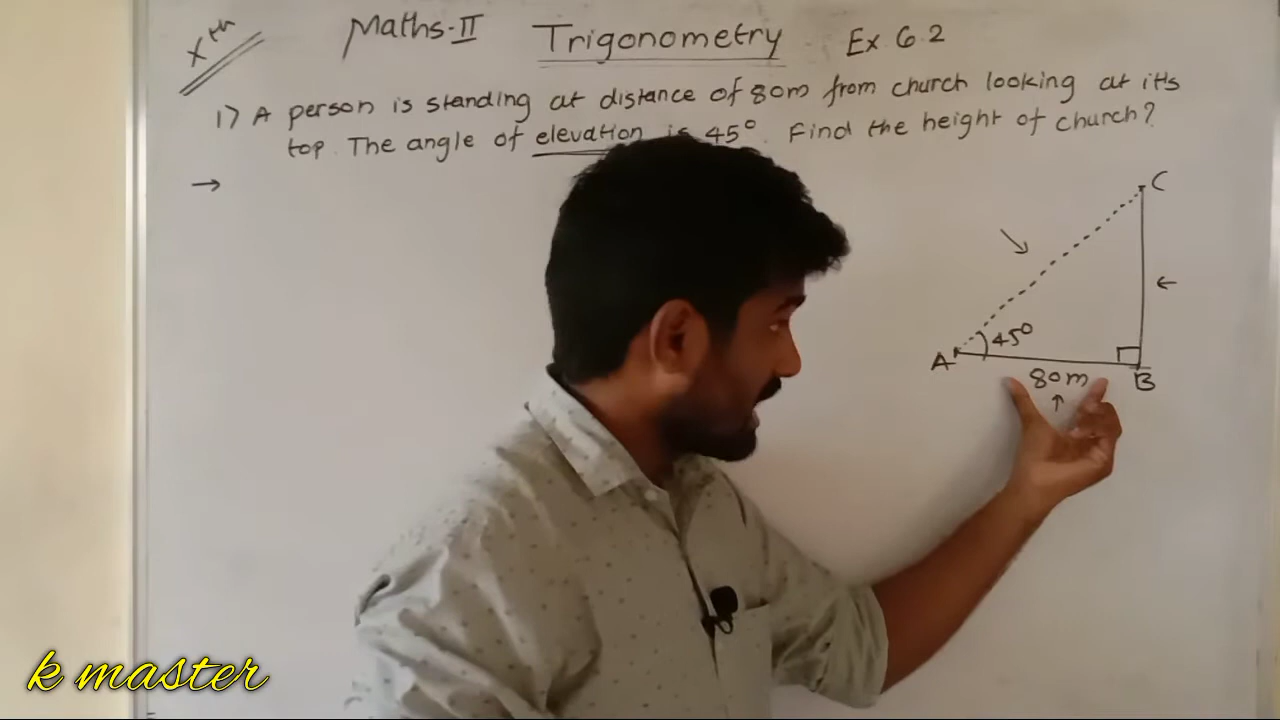 Xth
Maths-II Trigonometry Ex 6.2
1) A person is standing at distance of 80m from church looking at its
top. The angle of elevation is 45°. Find the height of church?
→
C
↘
←
45°
A
80m
B
↑
k master